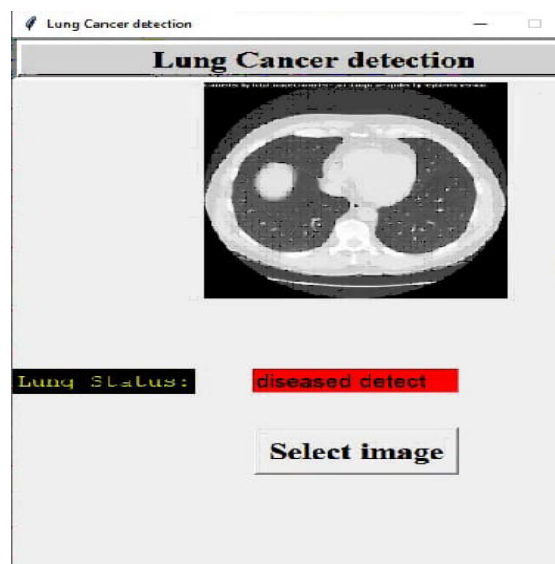 Lung Cancer detection
Lung Cancer detection
Lung Status:
diseased detect
Select image